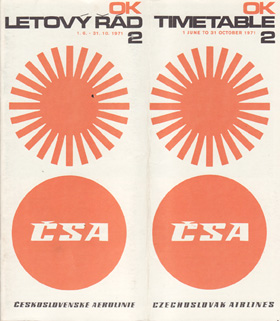 OK
LETOVÝ ŘÁD
2
1. 6. - 31. 10. 1971
ČSA
ČESKOSLOVENSKÉ AEROLINIE
OK
TIMETABLE
2
1 JUNE TO 31 OCTOBER 1971
ČSA
CZECHOSLOVAK AIRLINES